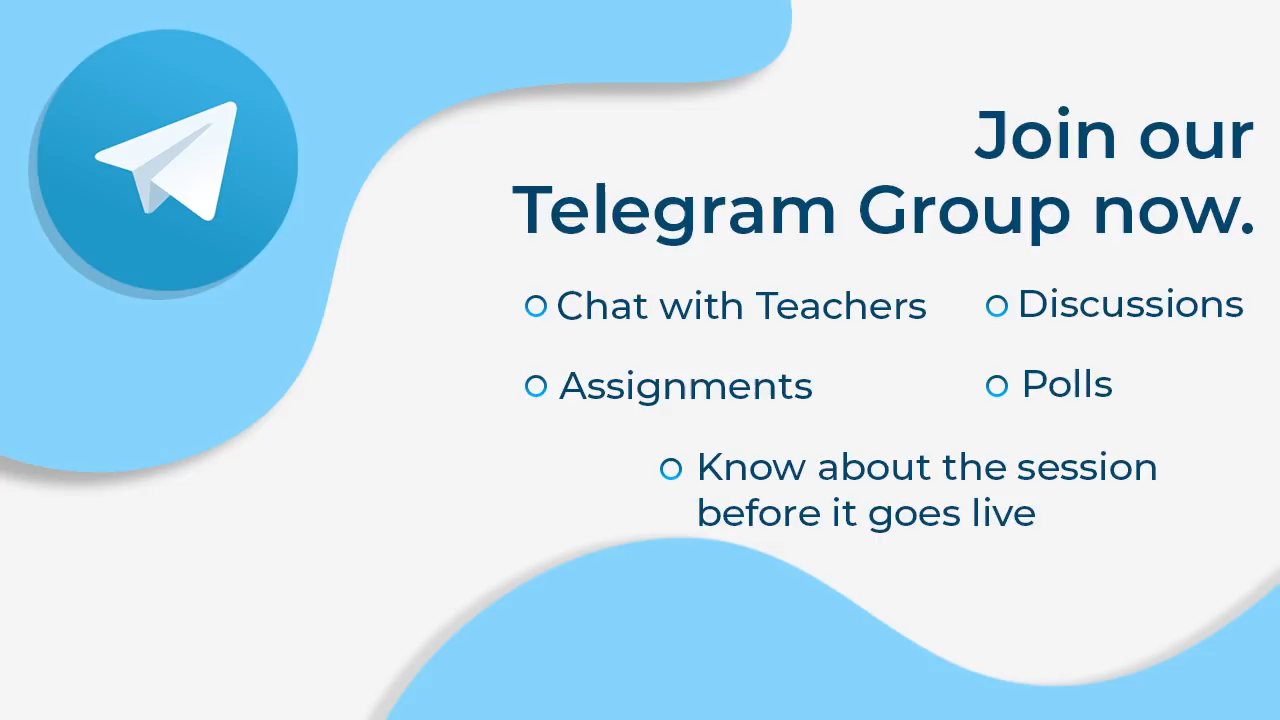 Join our
Telegram Group now.
Chat with Teachers
Discussions
Assignments
Polls
Know about the session
before it goes live